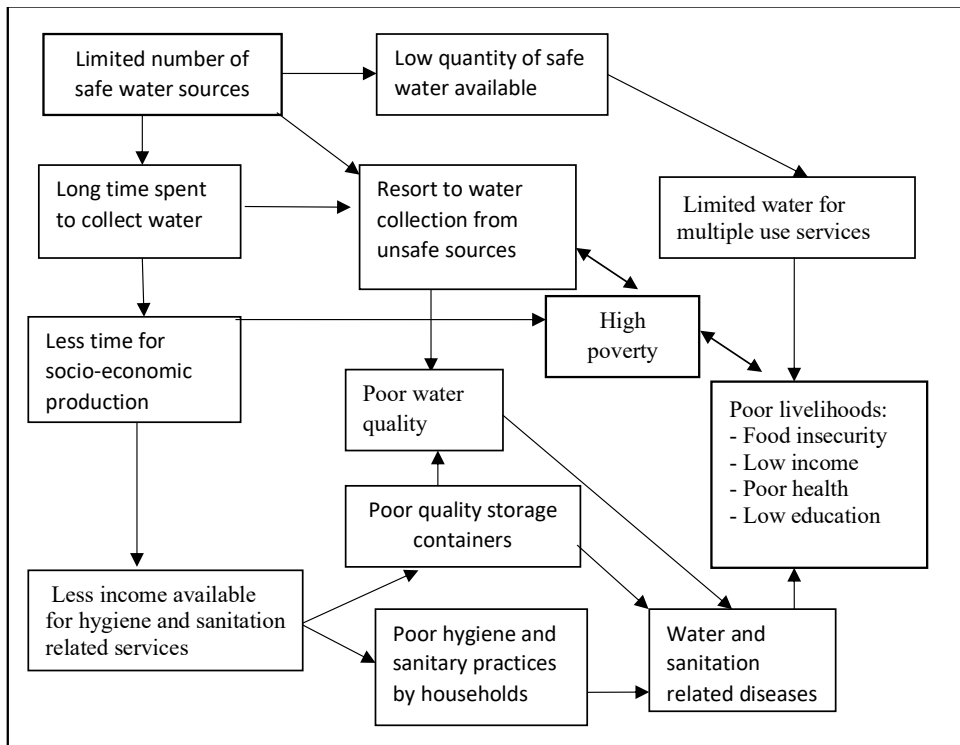 Limited number of
safe water sources
Low quantity of safe
water available
Long time spent
to collect water
Resort to water
collection from
unsafe sources
Limited water for
multiple use services
Less time for
socio-economic
production
High
poverty
Poor water
quality
Poor livelihoods:
- Food insecurity
- Low income
- Poor health
- Low education
Poor quality storage
containers
Less income available
for hygiene and sanitation
related services
Poor hygiene and
sanitary practices
by households
Water and
sanitation
related diseases